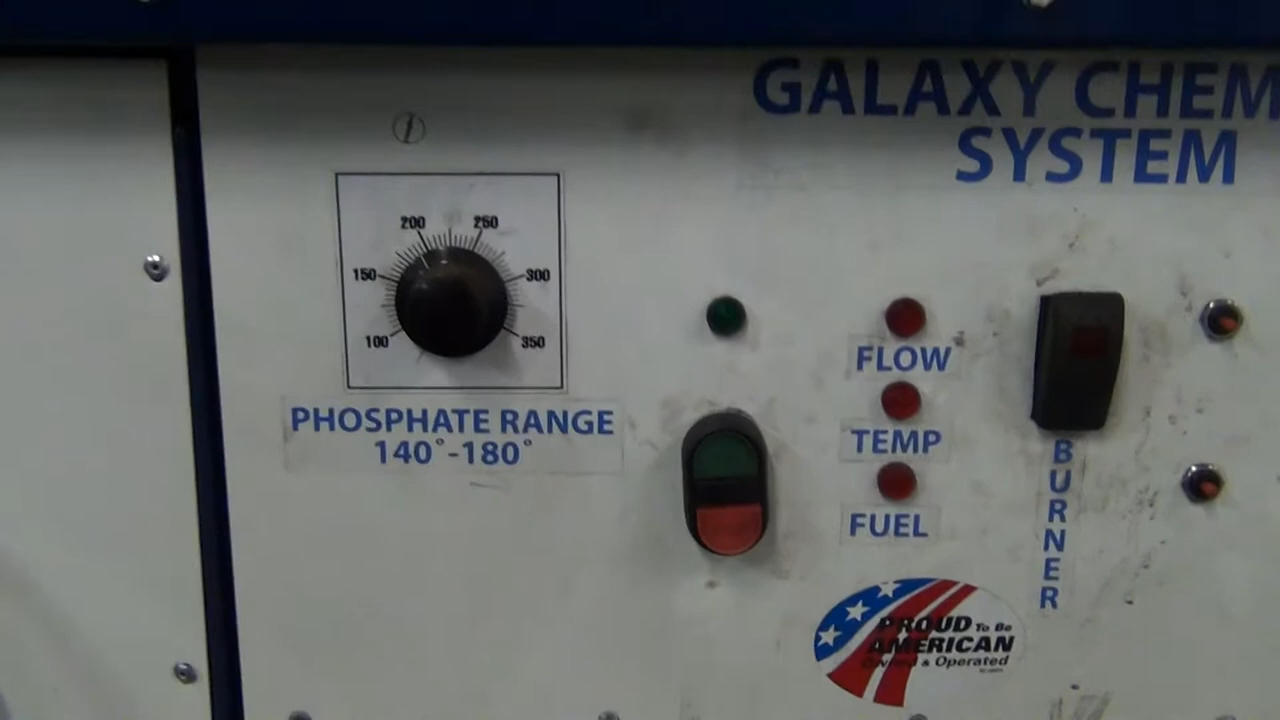 GALAXY CHEM
SYSTEM
200 250
150 300
100 350
PHOSPHATE RANGE
140°-180°
FLOW
TEMP
FUEL
BURNER
PROUD To Be
AMERICAN
Owned & Operated